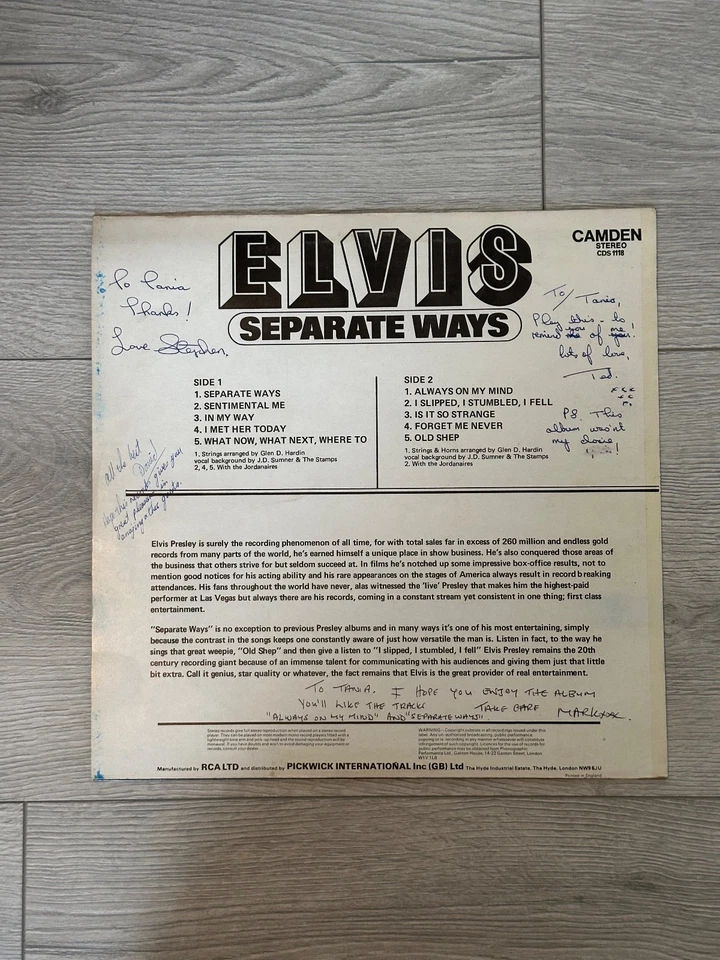 ELVIS
SEPARATE WAYS
CAMDEN
STEREO
CDS 1118
To Tania
Thanks!
Love Stephen.
To/ Tania,
Play this - to
remind you of me!
lots of love,
Ted.
P.S. This
album wasn't
my choice
!
SIDE 1
1. SEPARATE WAYS
2. SENTIMENTAL ME
3. IN MY WAY
4. I MET HER TODAY
5. WHAT NOW, WHAT NEXT, WHERE TO
1. Strings arranged by Glen D. Hardin
vocal background by J.D. Sumner & The Stamps
2, 4, 5. With the Jordanaires
SIDE 2
1. ALWAYS ON MY MIND
2. I SLIPPED, I STUMBLED, I FELL
3. IS IT SO STRANGE
4. FORGET ME NEVER
5. OLD SHEP
1. Strings & Horns arranged by Glen D. Hardin
vocal background by J.D. Sumner & The Stamps
2. With the Jordanaires
all the best
David
hope this record gives you
great pleasure in
Elvis Presley is surely the recording phenomenon of all time, for with total sales far in excess of 260 million and endless gold
records from many parts of the world, he's earned himself a unique place in show business. He's also conquered those areas of
the business that others strive for but seldom succeed at. In films he's notched up some impressive box-office results, not to
mention good notices for his acting ability and his rare appearances on the stages of America always result in record breaking
attendances. His fans throughout the world have never, alas witnessed the 'live' Presley that makes him the highest-paid
performer at Las Vegas but always there are his records, coming in a constant stream yet consistent in one thing; first class
entertainment.
"Separate Ways" is no exception to previous Presley albums and in many ways it's one of his most entertaining, simply
because the contrast in the songs keeps one constantly aware of just how versatile the man is. Listen in fact, to the way he
sings that great weepie, "Old Shep" and then give a listen to "I slipped, I stumbled, I fell" Elvis Presley remains the 20th
century recording giant because of an immense talent for communicating with his audiences and giving them just that little
bit extra. Call it genius, star quality or whatever, the fact remains that Elvis is the great provider of real entertainment.
TO TANIA. I HOPE YOU ENJOY THE ALBUM
YOU'LL LIKE THE TRACKS TAKE CARE
"ALWAYS ON MY MIND" AND "SEPARATE WAYS". MARKxxx.
Manufactured by RCA LTD and distributed by PICKWICK INTERNATIONAL Inc (GB) Ltd The Hyde Industrial Estate, The Hyde, London NW9 6JU
Printed in England